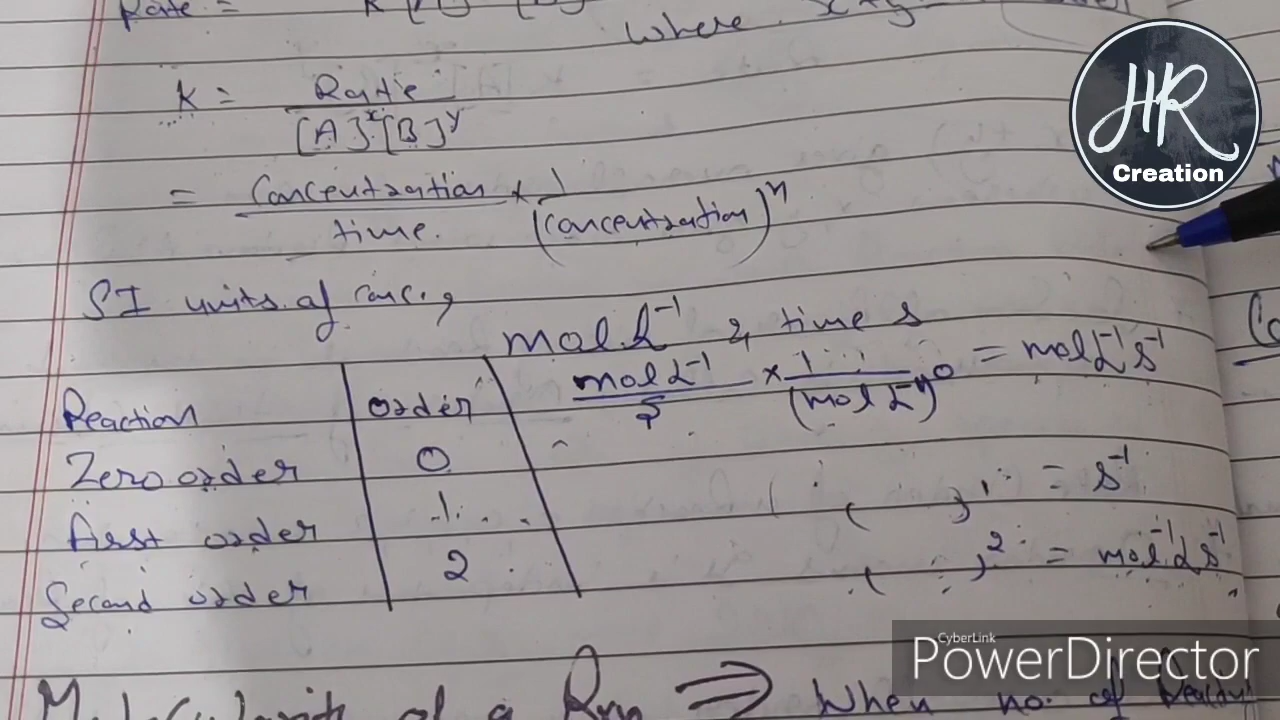 Rate =
Where x+y
K = Rate
[A]^x [B]^y
= Concentration × 1
time. (Concentration)^n
SI units of conc.,
mol L^-1 & time s
Reaction order mol L^-1 × 1 = mol L^-1 s^-1
s (mol L^-1)^0
Zero order 0
First order 1 ( )^1 = s^-1
Second order 2 ( )^2 = mol^-1 L s^-1
of a Rxn ⇒ When no. of
HR
Creation
CyberLink
PowerDirector